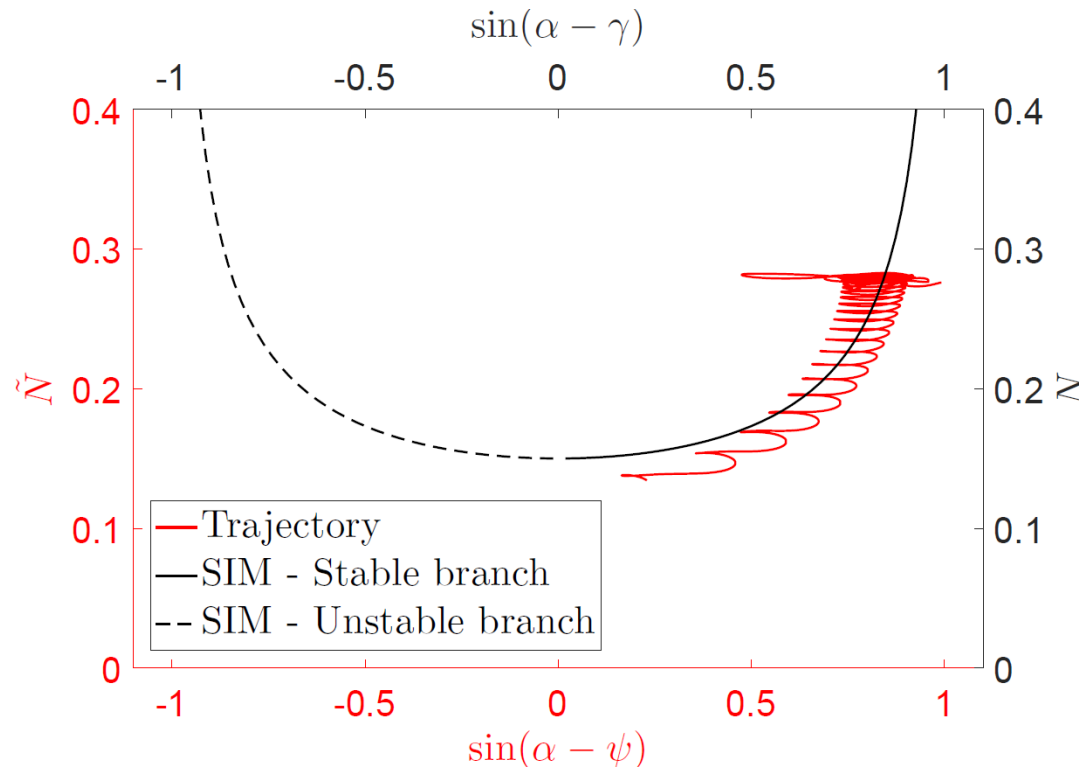 sin(α − γ)
-1 -0.5 0 0.5 1
0.4 0.4
0.3 0.3
Ñ 0.2 0.2 N
0.1 0.1
Trajectory
SIM - Stable branch
SIM - Unstable branch
0 0
-1 -0.5 0 0.5 1
sin(α − ψ)